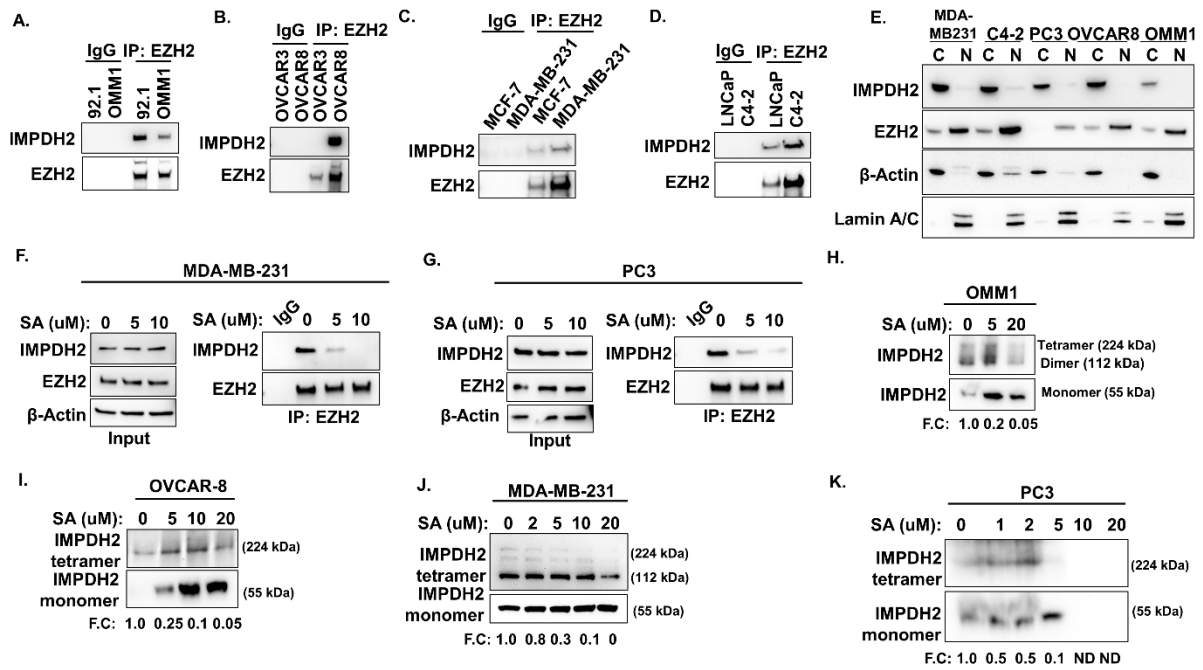 A.
IgG IP: EZH2
92.1 OMM1 92.1 OMM1
IMPDH2
EZH2
B.
IgG IP: EZH2
OVCAR3 OVCAR8 OVCAR3 OVCAR8
IMPDH2
EZH2
C.
IgG IP: EZH2
MCF-7 MDA-MB-231 MCF-7 MDA-MB-231
IMPDH2
EZH2
D.
IgG IP: EZH2
LNCaP C4-2 LNCaP C4-2
IMPDH2
EZH2
E.
MDA-
MB231 C4-2 PC3 OVCAR8 OMM1
C N C N C N C N C N
IMPDH2
EZH2
β-Actin
Lamin A/C
F.
MDA-MB-231
SA (uM): 0 5 10
IMPDH2
EZH2
β-Actin
Input
SA (uM): IgG 0 5 10
IMPDH2
EZH2
IP: EZH2
G.
PC3
SA (uM): 0 5 10
IMPDH2
EZH2
β-Actin
Input
SA (uM): IgG 0 5 10
IMPDH2
EZH2
IP: EZH2
H.
OMM1
SA (uM): 0 5 20
IMPDH2 Tetramer (224 kDa)
Dimer (112 kDa)
IMPDH2 Monomer (55 kDa)
F.C: 1.0 0.2 0.05
I.
OVCAR-8
SA (uM): 0 5 10 20
IMPDH2
tetramer (224 kDa)
IMPDH2
monomer (55 kDa)
F.C: 1.0 0.25 0.1 0.05
J.
MDA-MB-231
SA (uM): 0 2 5 10 20
IMPDH2 (224 kDa)
tetramer (112 kDa)
IMPDH2
monomer (55 kDa)
F.C: 1.0 0.8 0.3 0.1 0
K.
PC3
SA (uM): 0 1 2 5 10 20
IMPDH2
tetramer (224 kDa)
IMPDH2 (55 kDa)
monomer
F.C: 1.0 0.5 0.5 0.1 ND ND